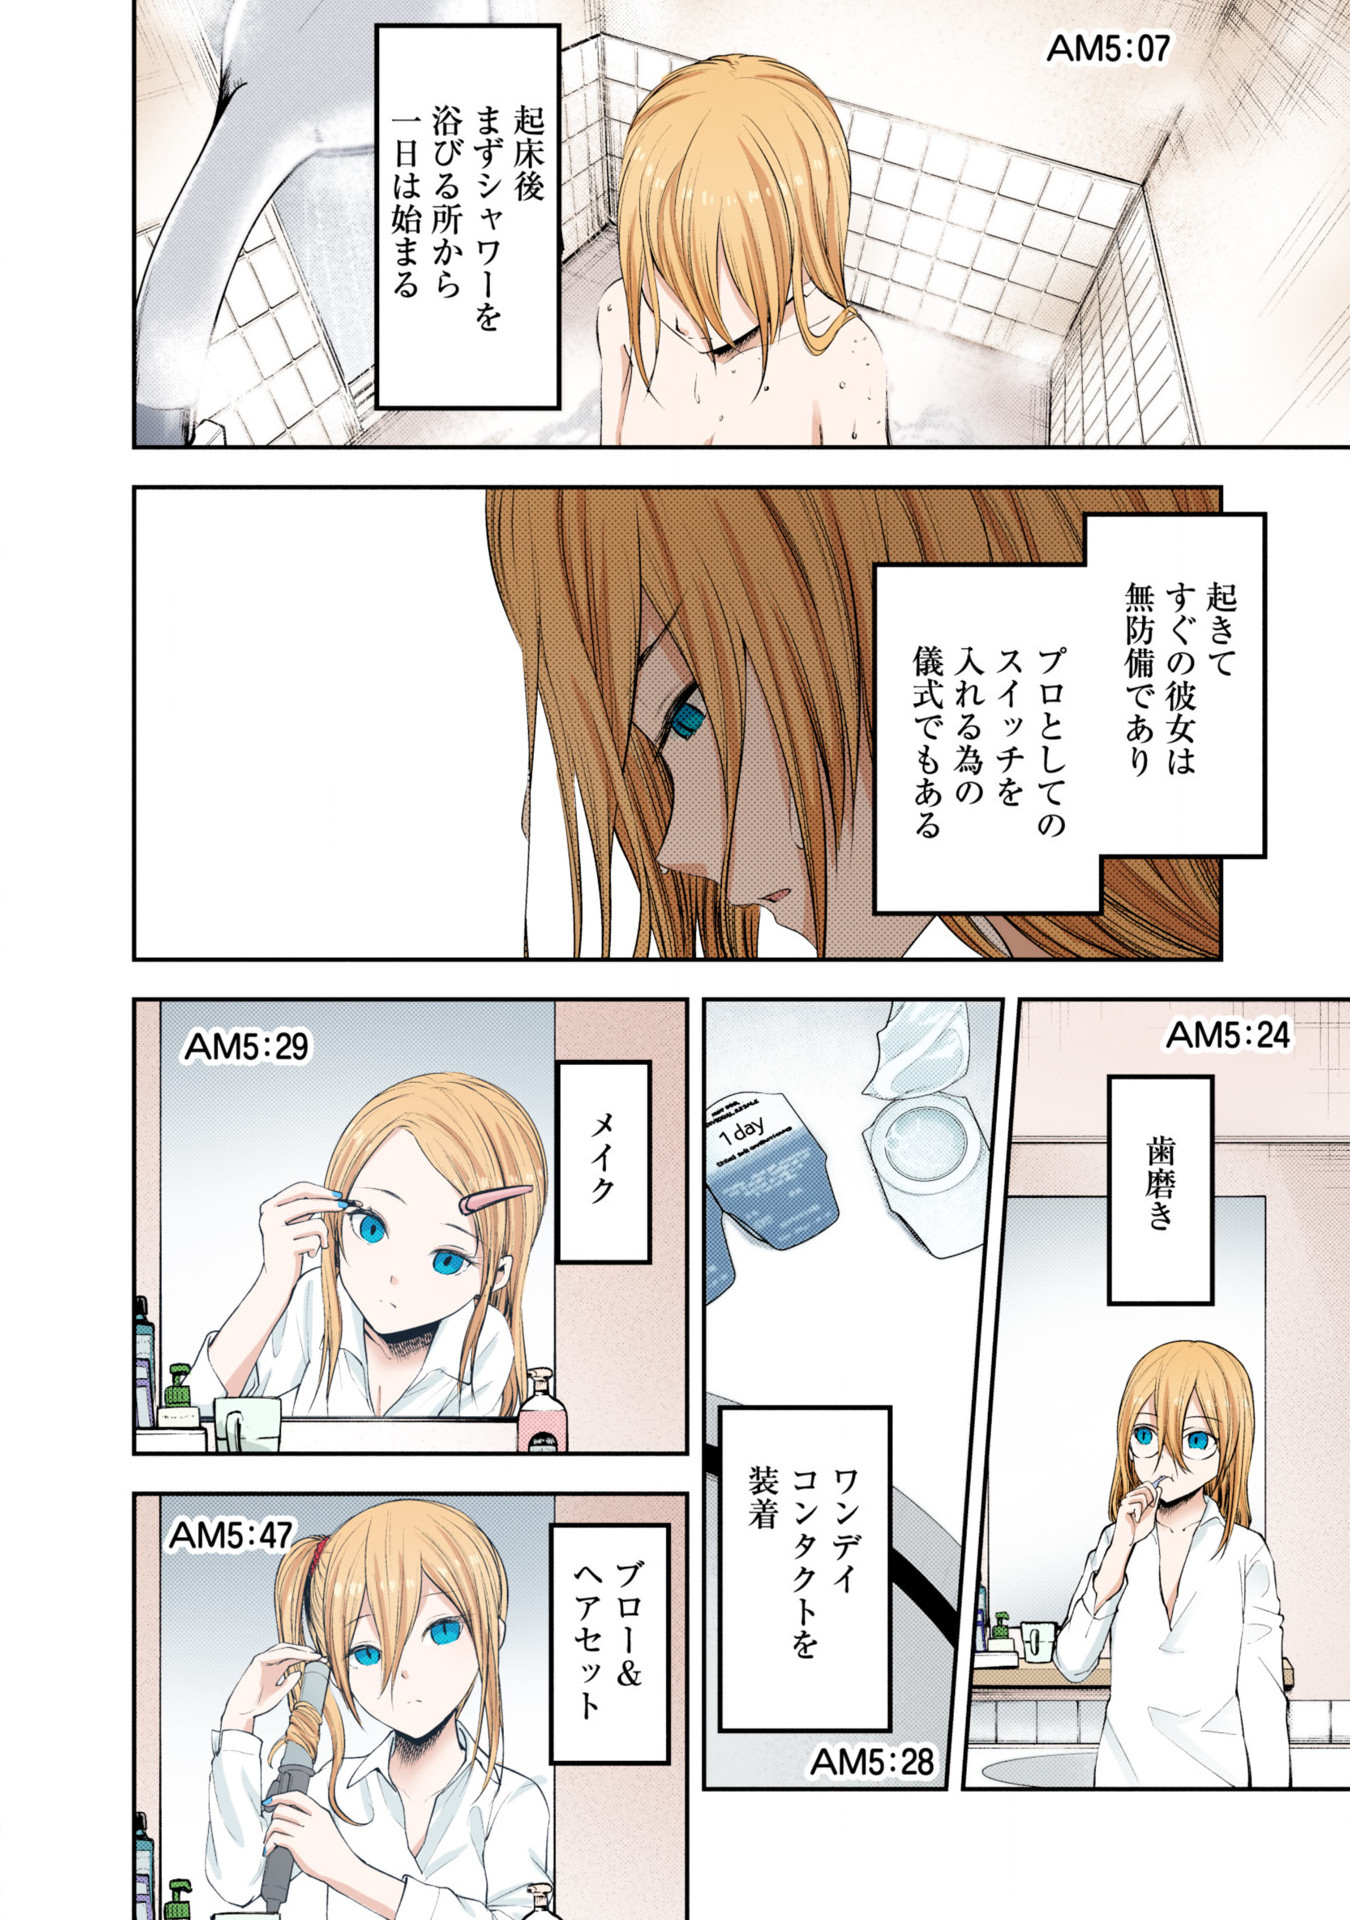 AM5:07
起床後
まずシャワーを
浴びる所から
一日は始まる
起きて
すぐの彼女は
無防備であり
プロとしての
スイッチを
入れる為の
儀式でもある
AM5:24
歯磨き
1 day
ワンデイ
コンタクトを
装着
AM5:28
AM5:29
メイク
AM5:47
ブロー&
ヘアセット